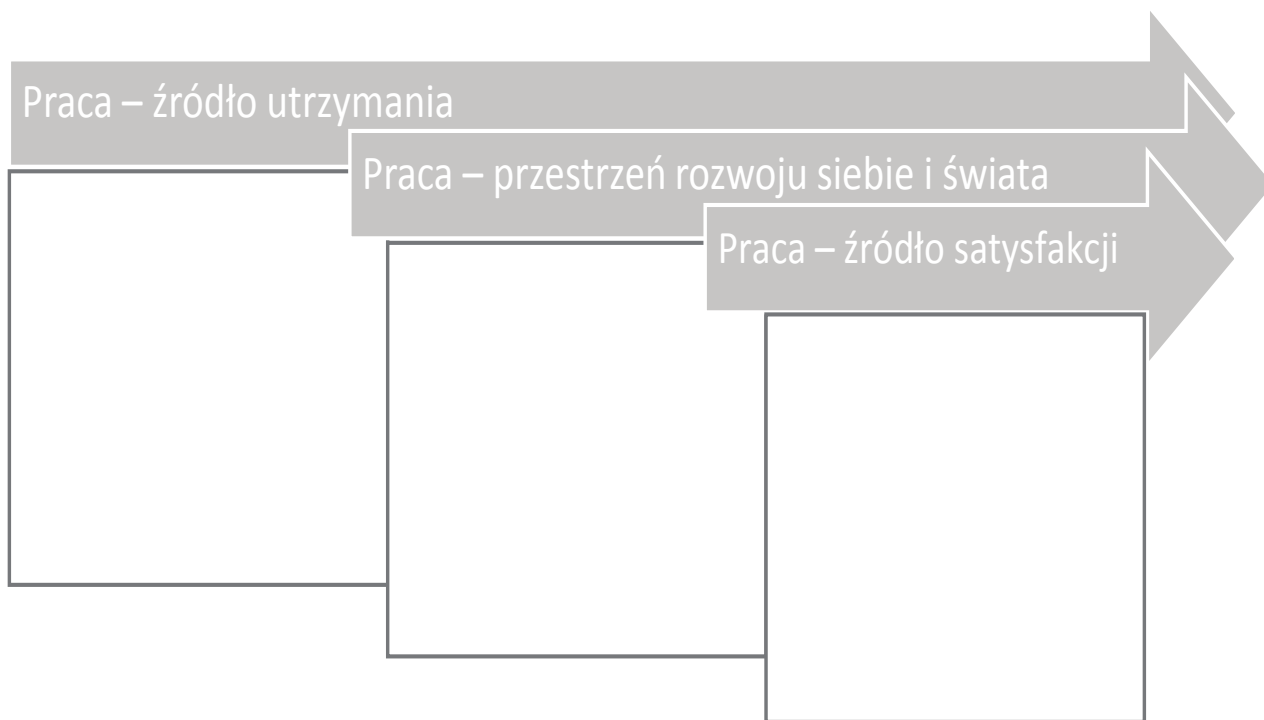 Praca – źródło utrzymania
Praca – przestrzeń rozwoju siebie i świata
Praca – źródło satysfakcji